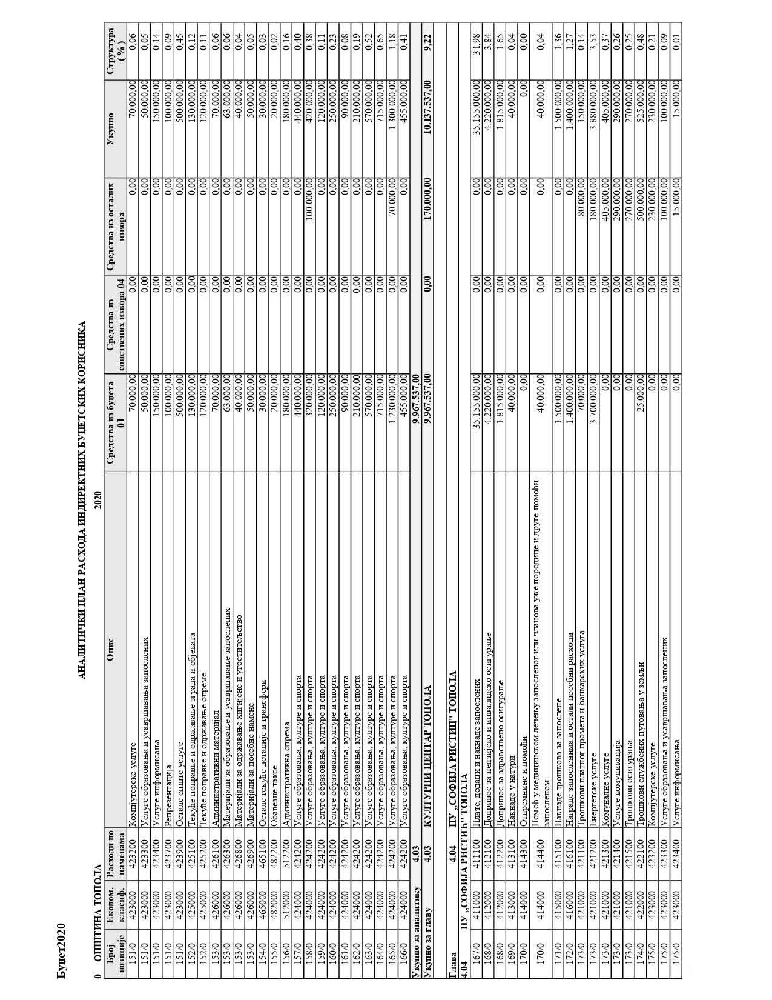 Буџет2020
АНАЛИТИЧКИ ПЛАН РАСХОДА ИНДИРЕКТНИХ БУЏЕТСКИХ КОРИСНИКА
0 ОПШТИНА ТОПОЛА 2020
Број позиције Економ. класиф. Расходи по наменама Опис Средства из буџета 01 Средства из сопствених извора 04 Средства из осталих извора Укупно Структура ( % )
151/0 423000 423200 Компјутерске услуге 70.000,00 0,00 0,00 70.000,00 0,06
151/0 423000 423300 Услуге образовања и усавршавања запослених 50.000,00 0,00 0,00 50.000,00 0,05
151/0 423000 423400 Услуге информисања 150.000,00 0,00 0,00 150.000,00 0,14
151/0 423000 423700 Репрезентација 100.000,00 0,00 0,00 100.000,00 0,09
151/0 423000 423900 Остале опште услуге 500.000,00 0,00 0,00 500.000,00 0,45
152/0 425000 425100 Текуће поправке и одржавање зграда и објеката 130.000,00 0,00 0,00 130.000,00 0,12
152/0 425000 425200 Текуће поправке и одржавање опреме 120.000,00 0,00 0,00 120.000,00 0,11
153/0 426000 426100 Административни материјал 70.000,00 0,00 0,00 70.000,00 0,06
153/0 426000 426300 Материјали за образовање и усавршавање запослених 63.000,00 0,00 0,00 63.000,00 0,06
153/0 426000 426800 Материјали за одржавање хигијене и угоститељство 40.000,00 0,00 0,00 40.000,00 0,04
153/0 426000 426900 Материјали за посебне намене 50.000,00 0,00 0,00 50.000,00 0,05
154/0 465000 465100 Остале текуће дотације и трансфери 30.000,00 0,00 0,00 30.000,00 0,03
155/0 482000 482200 Обавезне таксе 20.000,00 0,00 0,00 20.000,00 0,02
156/0 512000 512200 Административна опрема 180.000,00 0,00 0,00 180.000,00 0,16
157/0 424000 424200 Услуге образовања, културе и спорта 440.000,00 0,00 0,00 440.000,00 0,40
158/0 424000 424200 Услуге образовања, културе и спорта 320.000,00 0,00 100.000,00 420.000,00 0,38
159/0 424000 424200 Услуге образовања, културе и спорта 120.000,00 0,00 0,00 120.000,00 0,11
160/0 424000 424200 Услуге образовања, културе и спорта 250.000,00 0,00 0,00 250.000,00 0,23
161/0 424000 424200 Услуге образовања, културе и спорта 90.000,00 0,00 0,00 90.000,00 0,08
162/0 424000 424200 Услуге образовања, културе и спорта 210.000,00 0,00 0,00 210.000,00 0,19
163/0 424000 424200 Услуге образовања, културе и спорта 570.000,00 0,00 0,00 570.000,00 0,52
164/0 424000 424200 Услуге образовања, културе и спорта 715.000,00 0,00 0,00 715.000,00 0,65
165/0 424000 424200 Услуге образовања, културе и спорта 1.230.000,00 0,00 70.000,00 1.300.000,00 1,18
166/0 424000 424200 Услуге образовања, културе и спорта 455.000,00 0,00 0,00 455.000,00 0,41
Укупно за аналитику 4.03 9.967.537,00
Укупно за главу 4.03 КУЛТУРНИ ЦЕНТАР ТОПОЛА 9.967.537,00 0,00 170.000,00 10.137.537,00 9,22
Глава 4.04 ПУ „СОФИЈА РИСТИЦ" ТОПОЛА
4.04 ПУ „СОФИЈА РИСТИЋ" ТОПОЛА
167/0 411000 411100 Плате, додаци и накнаде запослених 35.155.000,00 0,00 0,00 35.155.000,00 31,98
168/0 412000 412100 Допринос за пензијско и инвалидско осигурање 4.220.000,00 0,00 0,00 4.220.000,00 3,84
168/0 412000 412200 Допринос за здравствено осигурање 1.815.000,00 0,00 0,00 1.815.000,00 1,65
169/0 413000 413100 Накнаде у натури 40.000,00 0,00 0,00 40.000,00 0,04
170/0 414000 414300 Отпремнине и помоћи 0,00 0,00 0,00 0,00 0,00
170/0 414000 414400 Помоћ у медицинском лечењу запосленог или чланова уже породице и друге помоћи запосленом 40.000,00 0,00 0,00 40.000,00 0,04
171/0 415000 415100 Накнаде трошкова за запослене 1.500.000,00 0,00 0,00 1.500.000,00 1,36
172/0 416000 416100 Награде запосленима и остали посебни расходи 1.400.000,00 0,00 0,00 1.400.000,00 1,27
173/0 421000 421100 Трошкови платног промета и банкарских услуга 70.000,00 0,00 80.000,00 150.000,00 0,14
173/0 421000 421200 Енергетске услуге 3.700.000,00 0,00 180.000,00 3.880.000,00 3,53
173/0 421000 421300 Комуналне услуге 0,00 0,00 405.000,00 405.000,00 0,37
173/0 421000 421400 Услуге комуникација 0,00 0,00 290.000,00 290.000,00 0,26
173/0 421000 421500 Трошкови осигурања 0,00 0,00 270.000,00 270.000,00 0,25
174/0 422000 422100 Трошкови службених путовања у земљи 25.000,00 0,00 500.000,00 525.000,00 0,48
175/0 423000 423200 Компјутерске услуге 0,00 0,00 230.000,00 230.000,00 0,21
175/0 423000 423300 Услуге образовања и усавршавања запослених 0,00 0,00 100.000,00 100.000,00 0,09
175/0 423000 423400 Услуге информисања 0,00 0,00 15.000,00 15.000,00 0,01